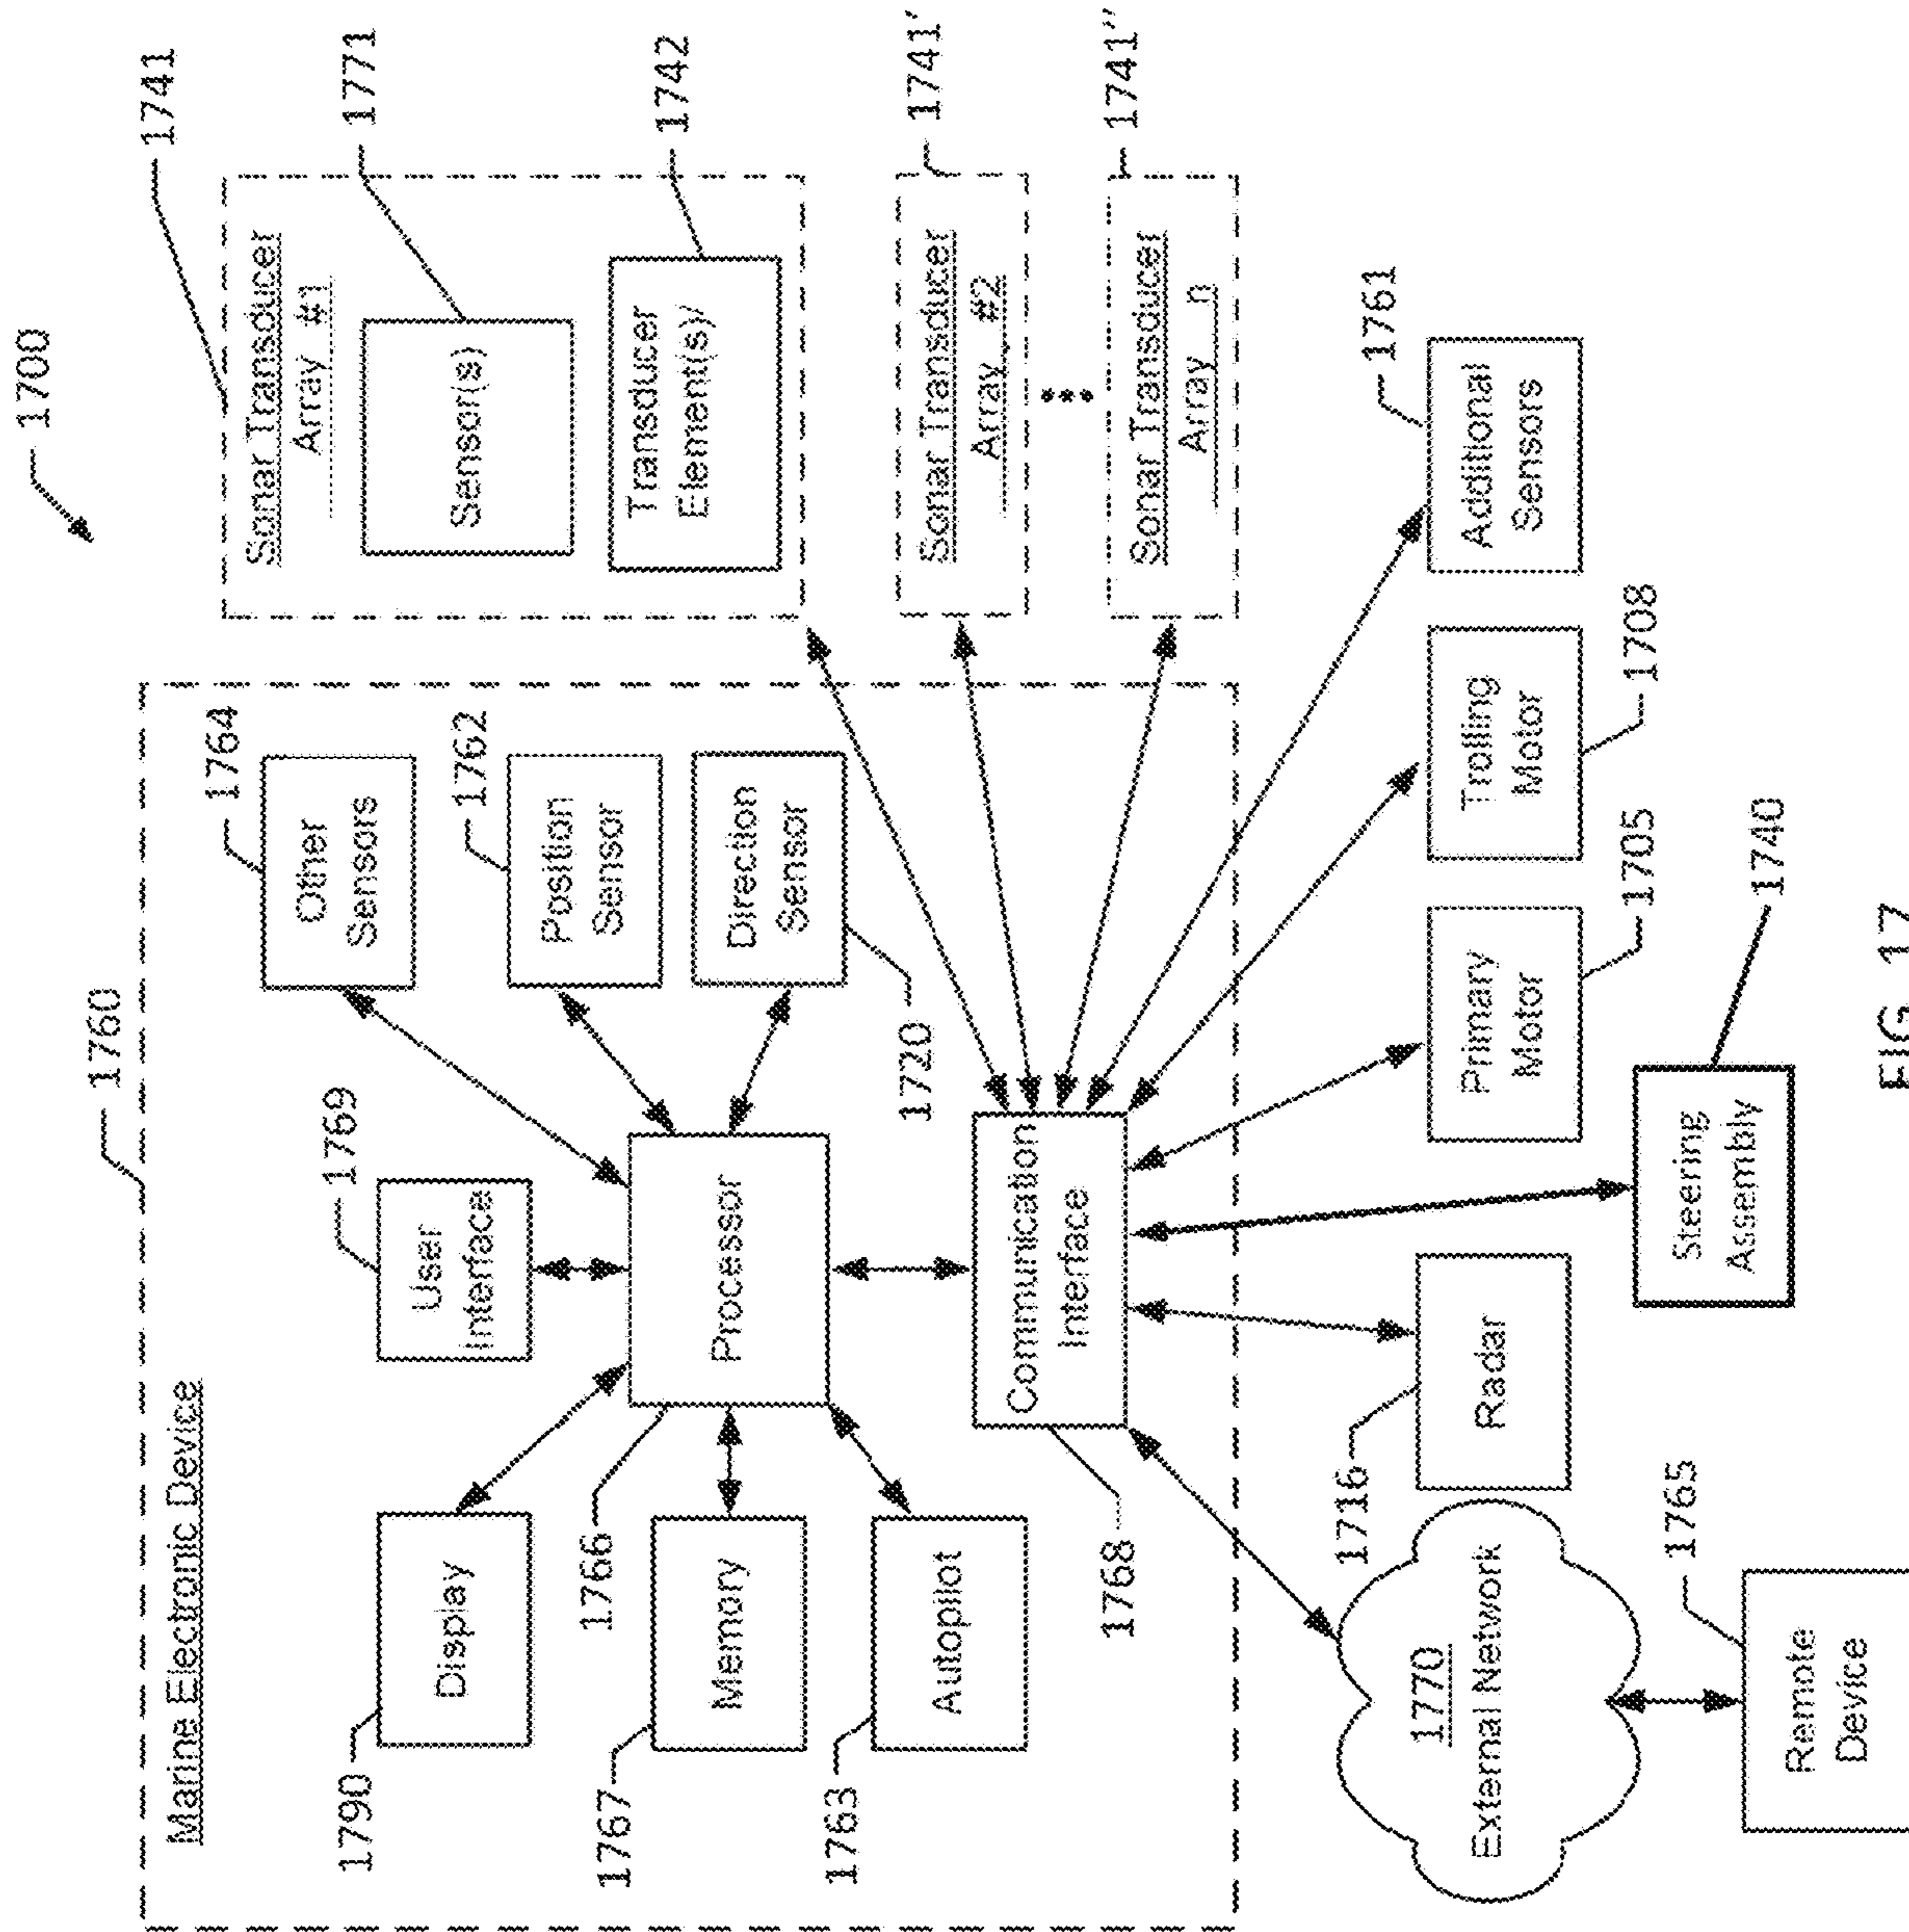 1700
1760
Marine Electronic Device
1790
Display
1769
User
Interface
1764
Other
Sensors
1766
1767
Memory
Processor
1762
Position
Sensor
Direction
Sensor
1720
1763
Autopilot
1768
Communication
Interface
1741
Sonar Transducer
Array #1
Sensor(s)
1771
Transducer
Element(s)/
1742
Sonar Transducer
Array #2
1741'
Sonar Transducer
Array n
1741''
1770
External Network
1716
Radar
1765
Remote
Device
Steering
Assembly
1740
Primary
Motor
1705
Trolling
Motor
1708
Additional
Sensors
1761
FIG. 17